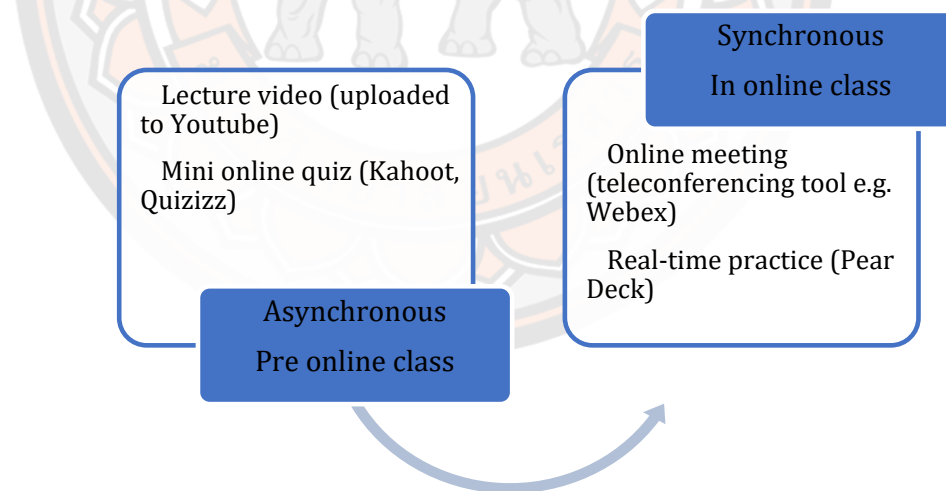 Lecture video (uploaded
to Youtube)
Mini online quiz (Kahoot,
Quizizz)
Asynchronous
Pre online class
Synchronous
In online class
Online meeting
(teleconferencing tool e.g.
Webex)
Real-time practice (Pear
Deck)